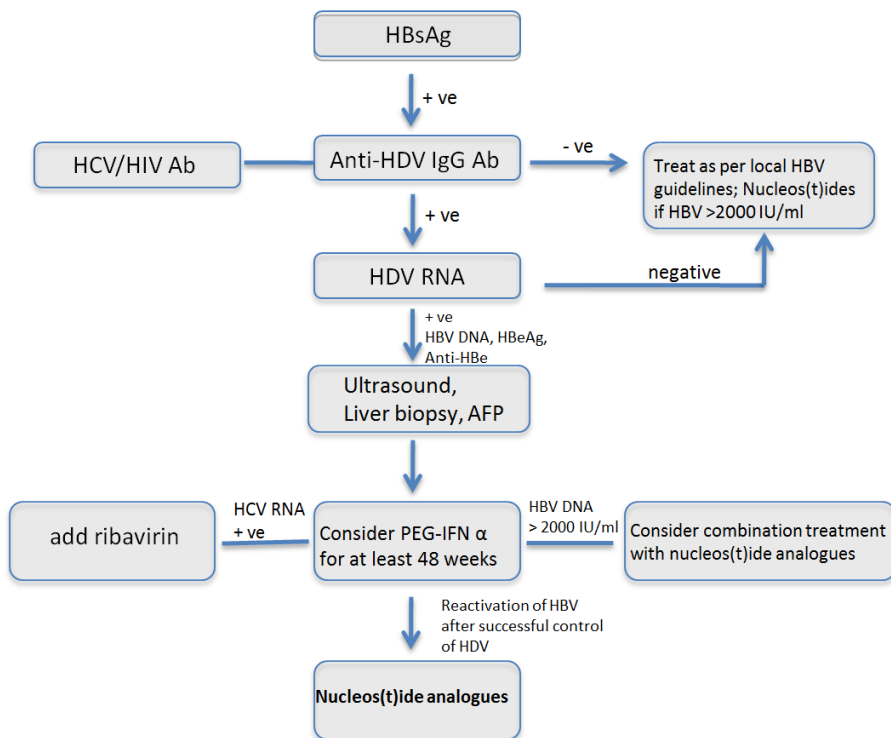 HBsAg
+ ve
HCV/HIV Ab
Anti-HDV IgG Ab
- ve
Treat as per local HBV
guidelines; Nucleos(t)ides
if HBV >2000 IU/ml
+ ve
HDV RNA
negative
+ ve
HBV DNA, HBeAg,
Anti-HBe
Ultrasound,
Liver biopsy, AFP
add ribavirin
HCV RNA
+ ve
Consider PEG-IFN α
for at least 48 weeks
HBV DNA
> 2000 IU/ml
Consider combination treatment
with nucleos(t)ide analogues
Reactivation of HBV
after successful control
of HDV
Nucleos(t)ide analogues